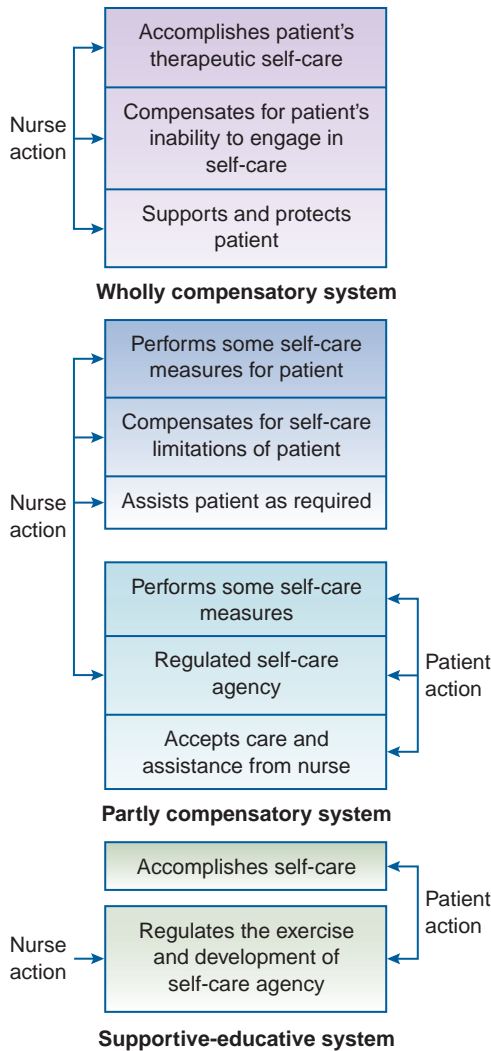 Accomplishes patient's
therapeutic self-care
Nurse
action
Compensates for patient's
inability to engage in
self-care
Supports and protects
patient
Wholly compensatory system
Performs some self-care
measures for patient
Compensates for self-care
limitations of patient
Nurse
action
Assists patient as required
Performs some self-care
measures
Regulated self-care
agency
Patient
action
Accepts care and
assistance from nurse
Partly compensatory system
Accomplishes self-care
Patient
action
Nurse
action
Regulates the exercise
and development of
self-care agency
Supportive-educative system